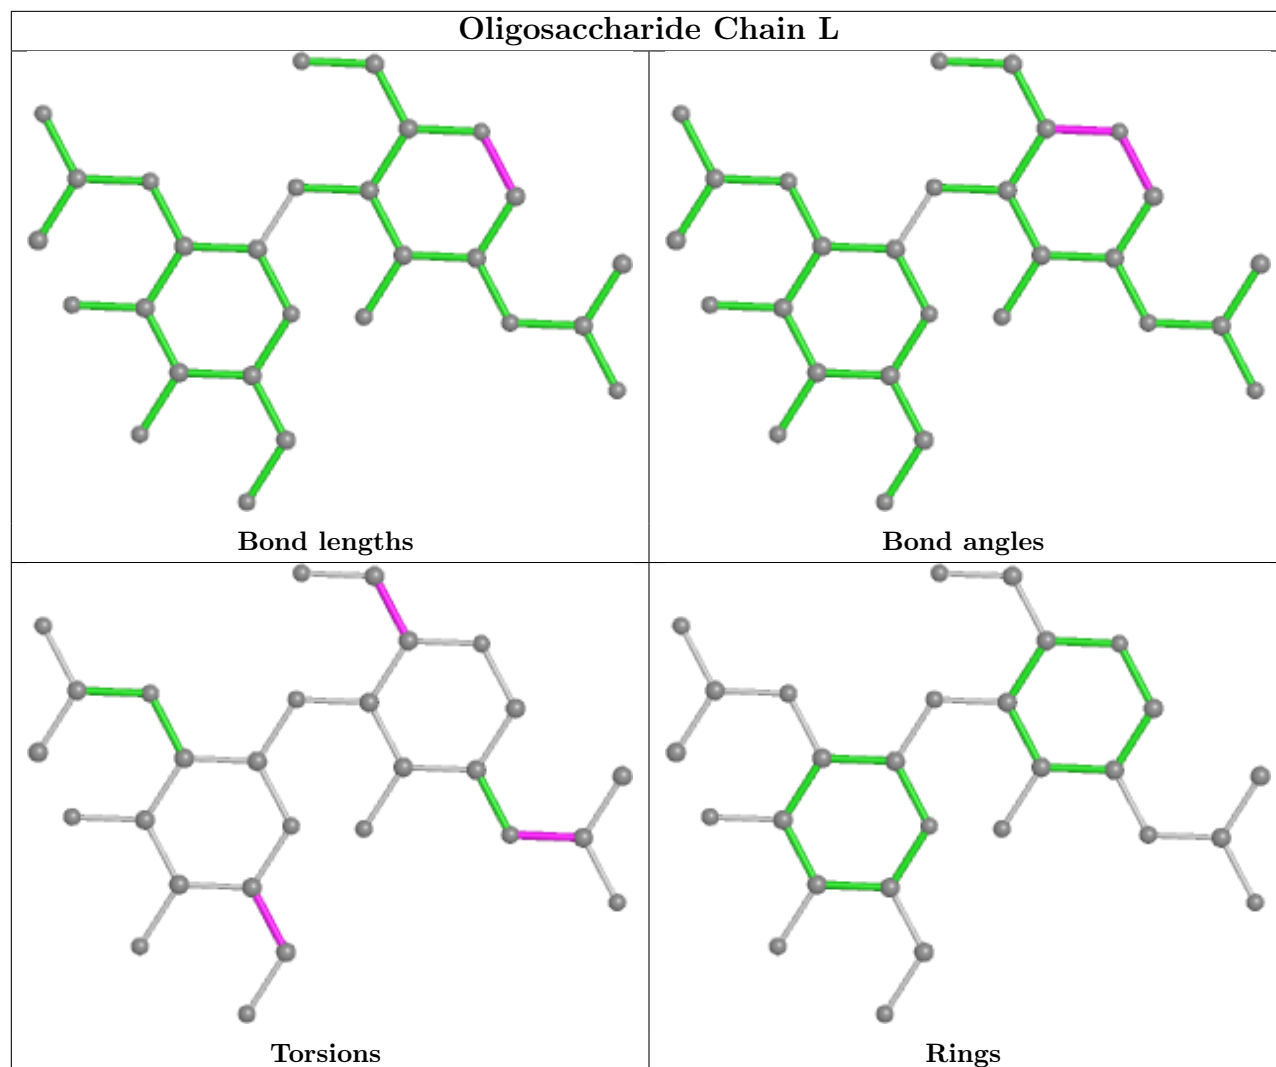 Oligosaccharide Chain L
Bond lengths
Bond angles
Torsions
Rings